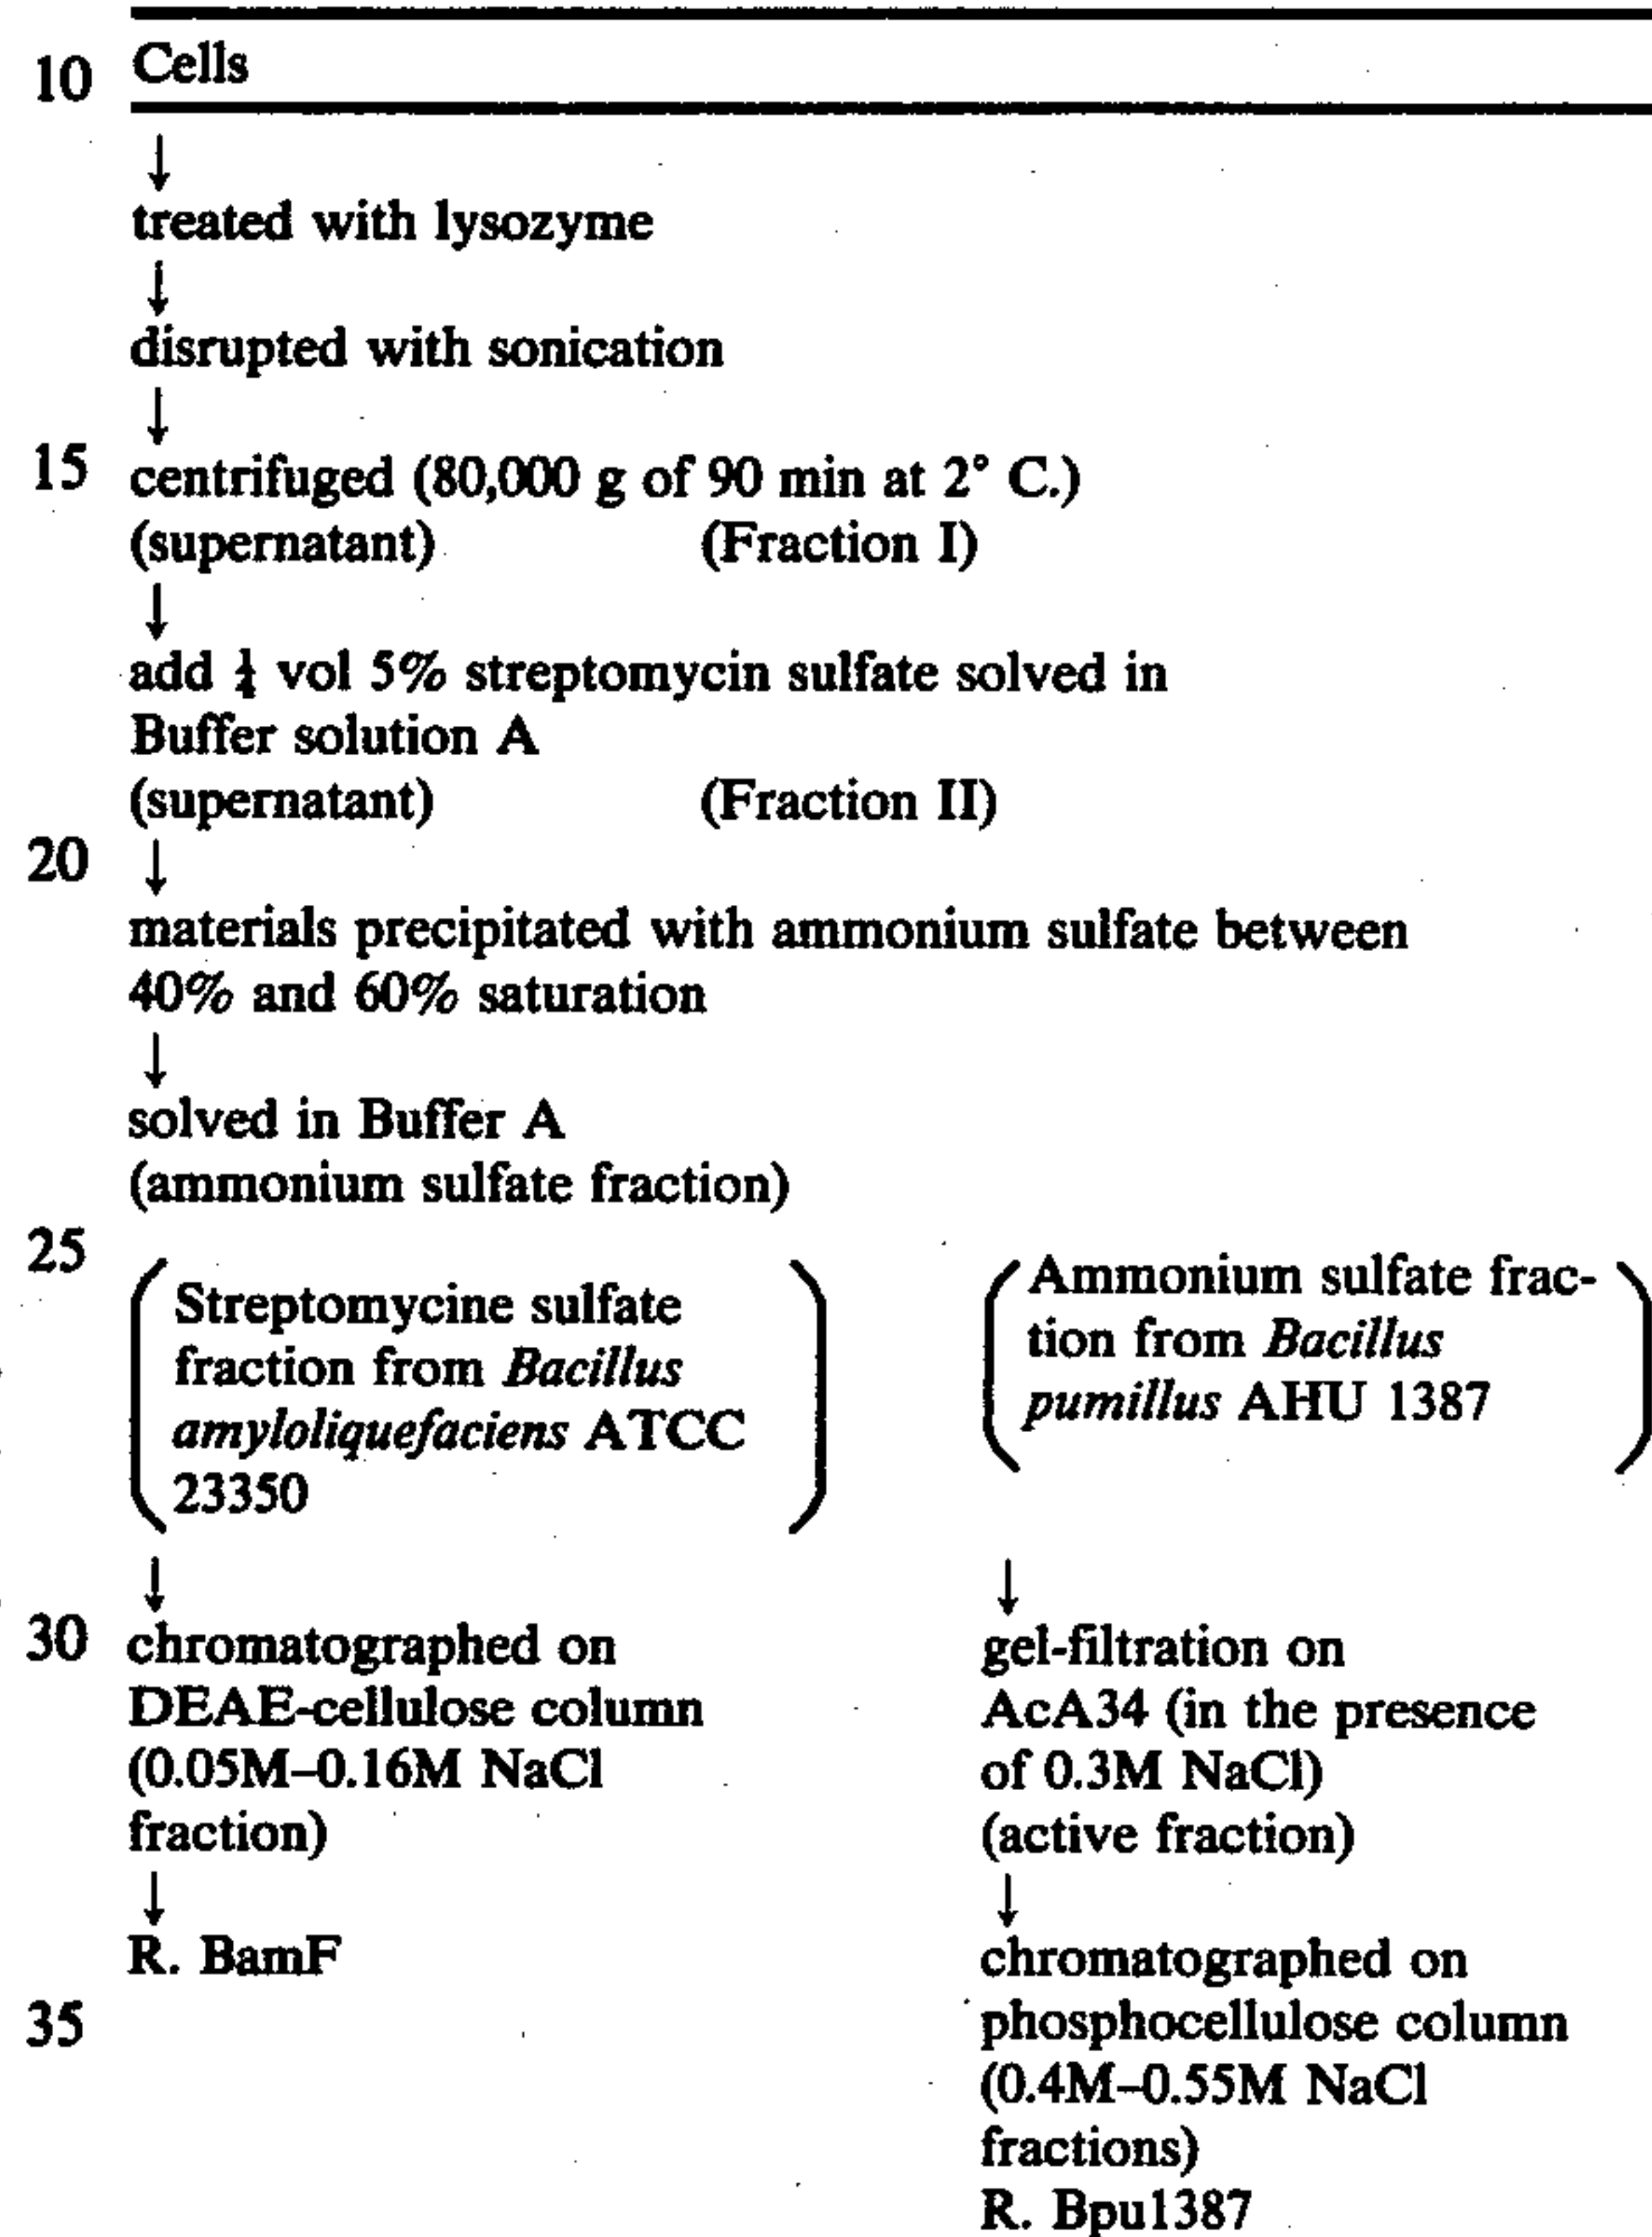 10 Cells
↓
treated with lysozyme
↓
disrupted with sonication
↓
15 centrifuged (80,000 g of 90 min at 2° C.)
(supernatant) (Fraction I)
↓
add ¼ vol 5% streptomycin sulfate solved in
Buffer solution A
(supernatant) (Fraction II)
20 ↓
materials precipitated with ammonium sulfate between
40% and 60% saturation
↓
solved in Buffer A
(ammonium sulfate fraction)
25
( Streptomycine sulfate
fraction from Bacillus
amyloliquefaciens ATCC
23350 )
( Ammonium sulfate frac-
tion from Bacillus
pumillus AHU 1387 )
↓
30 chromatographed on
DEAE-cellulose column
(0.05M–0.16M NaCl
fraction)
↓
R. BamF
↓
gel-filtration on
AcA34 (in the presence
of 0.3M NaCl)
(active fraction)
↓
chromatographed on
35 phosphocellulose column
(0.4M–0.55M NaCl
fractions)
R. Bpu1387